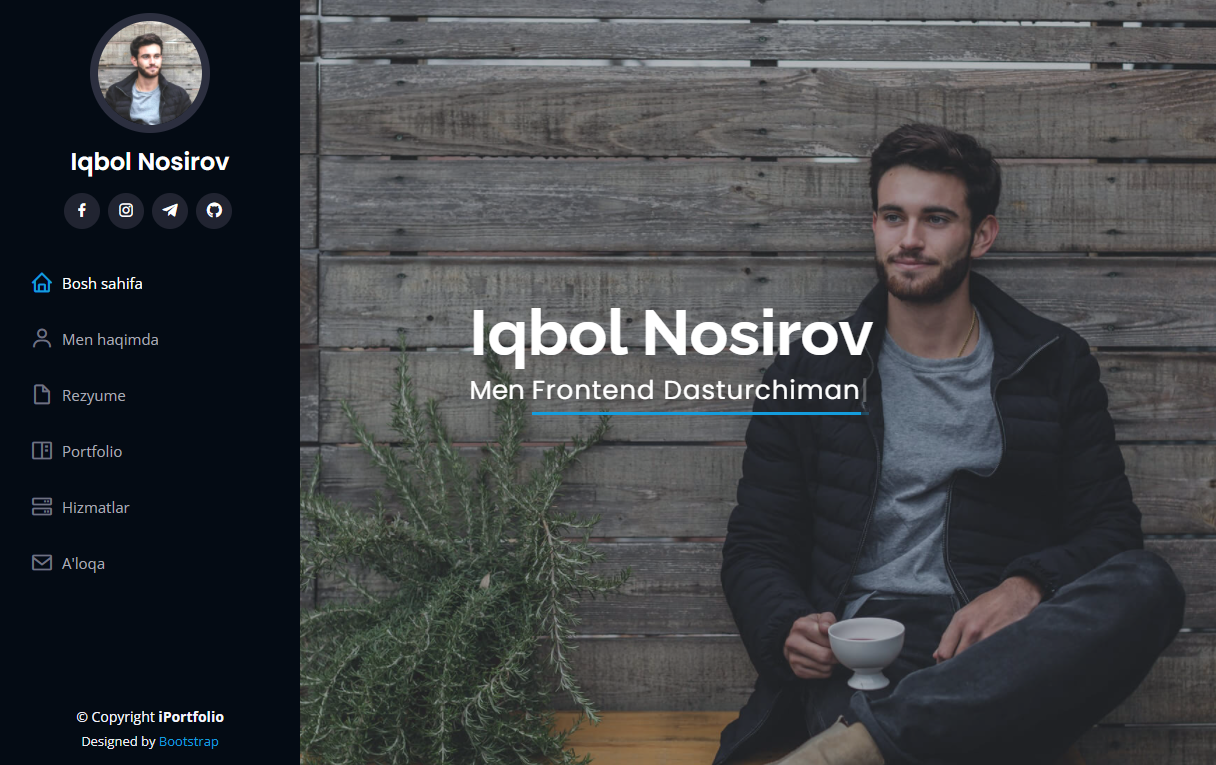 Iqbol Nosirov
Bosh sahifa
Men haqimda
Rezyume
Portfolio
Hizmatlar
A'loqa
© Copyright iPortfolio
Designed by Bootstrap
Iqbol Nosirov
Men Frontend Dasturchiman|